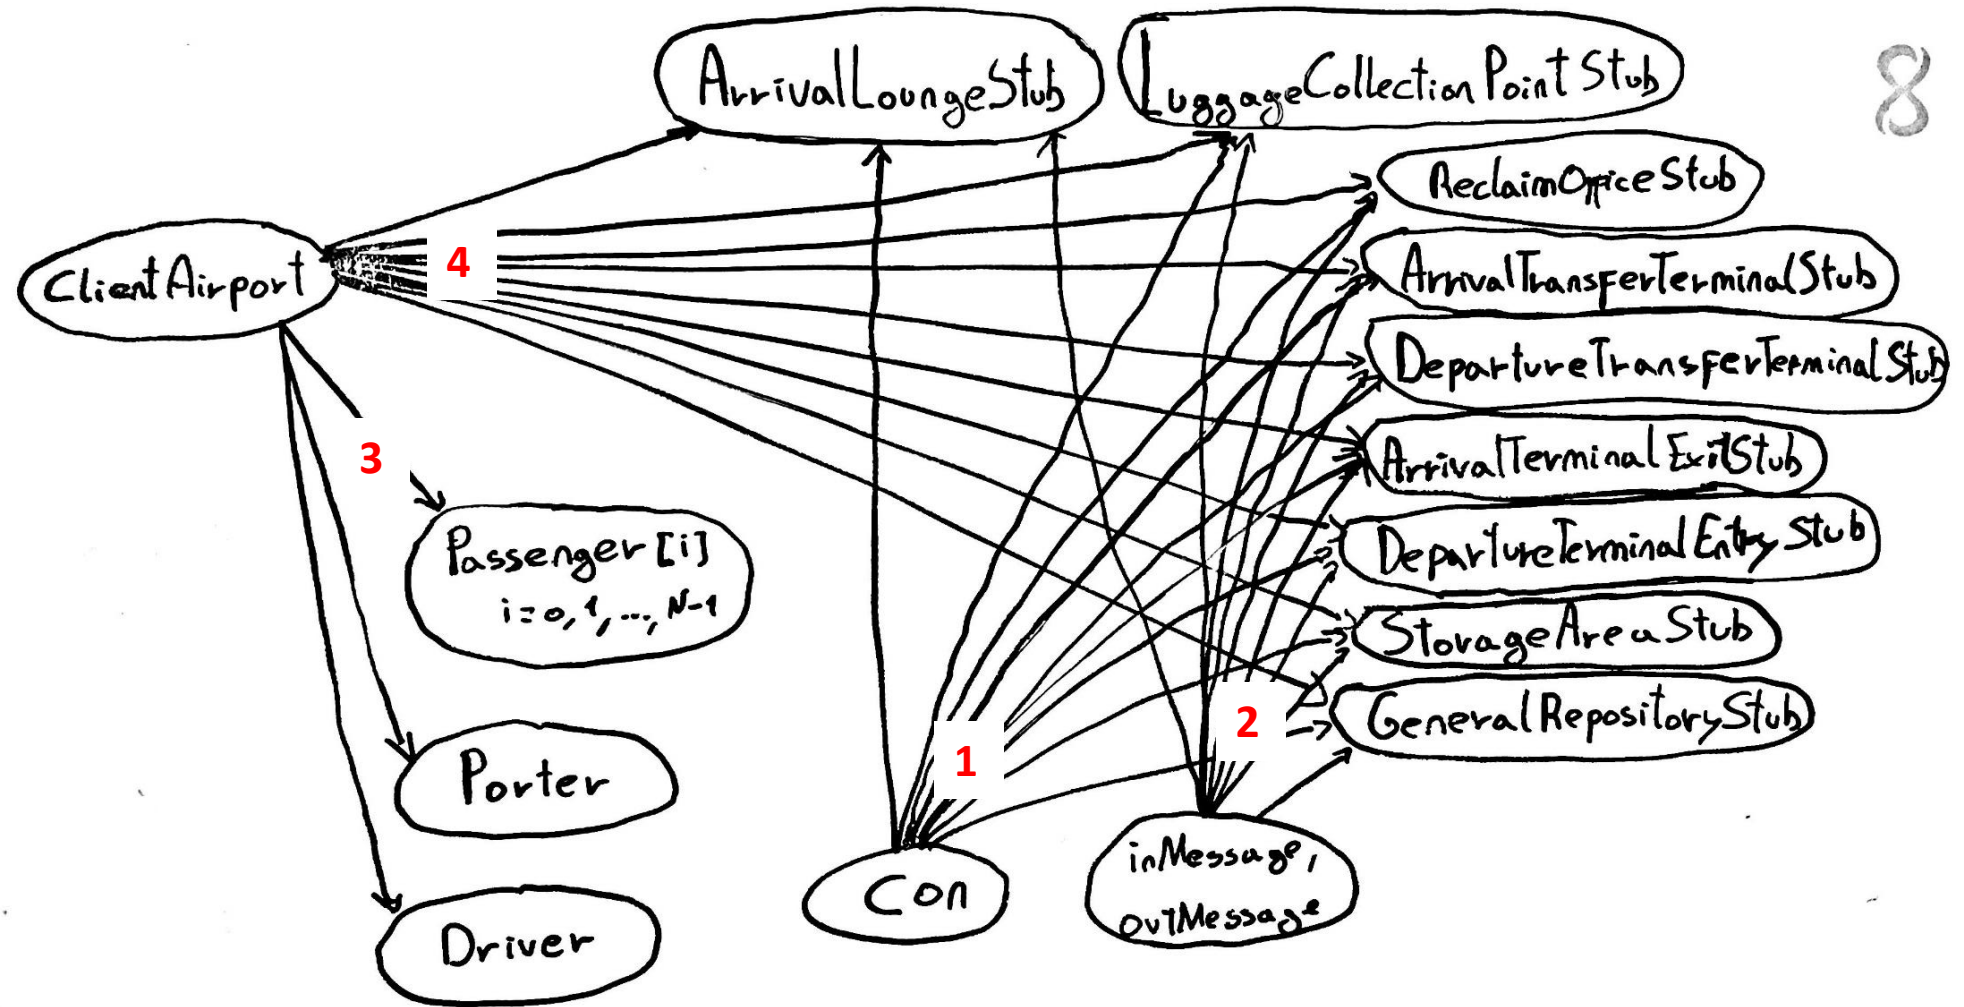 ArrivalLoungeStub
LuggageCollectionPointStub
8
ReclaimOfficeStub
ClientAirport
4
ArrivalTransferTerminalStub
DepartureTransferTerminalStub
3
ArrivalTerminalExitStub
Passenger[i]
i=0,1,...,N-1
DepartureTerminalEntryStub
StorageAreaStub
GeneralRepositoryStub
2
1
Porter
Con
inMessage,
outMessage
Driver